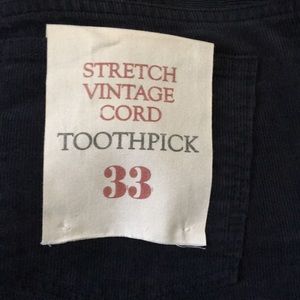 STRETCH
VINTAGE
CORD
TOOTHPICK
33